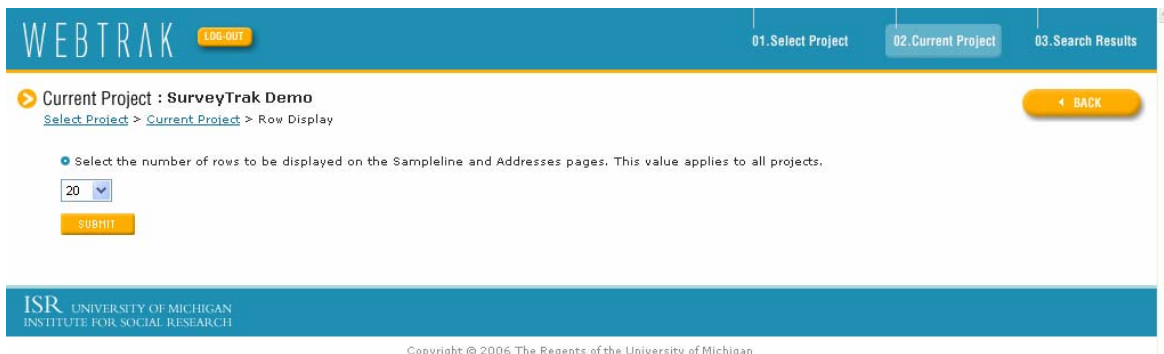 WEBTRAK LOG-OUT 01.Select Project 02.Current Project 03.Search Results
Current Project : SurveyTrak Demo BACK
Select Project > Current Project > Row Display
Select the number of rows to be displayed on the Sampleline and Addresses pages. This value applies to all projects.
20
SUBMIT
ISR UNIVERSITY OF MICHIGAN
INSTITUTE FOR SOCIAL RESEARCH
Copyright © 2006 The Regents of the University of Michigan